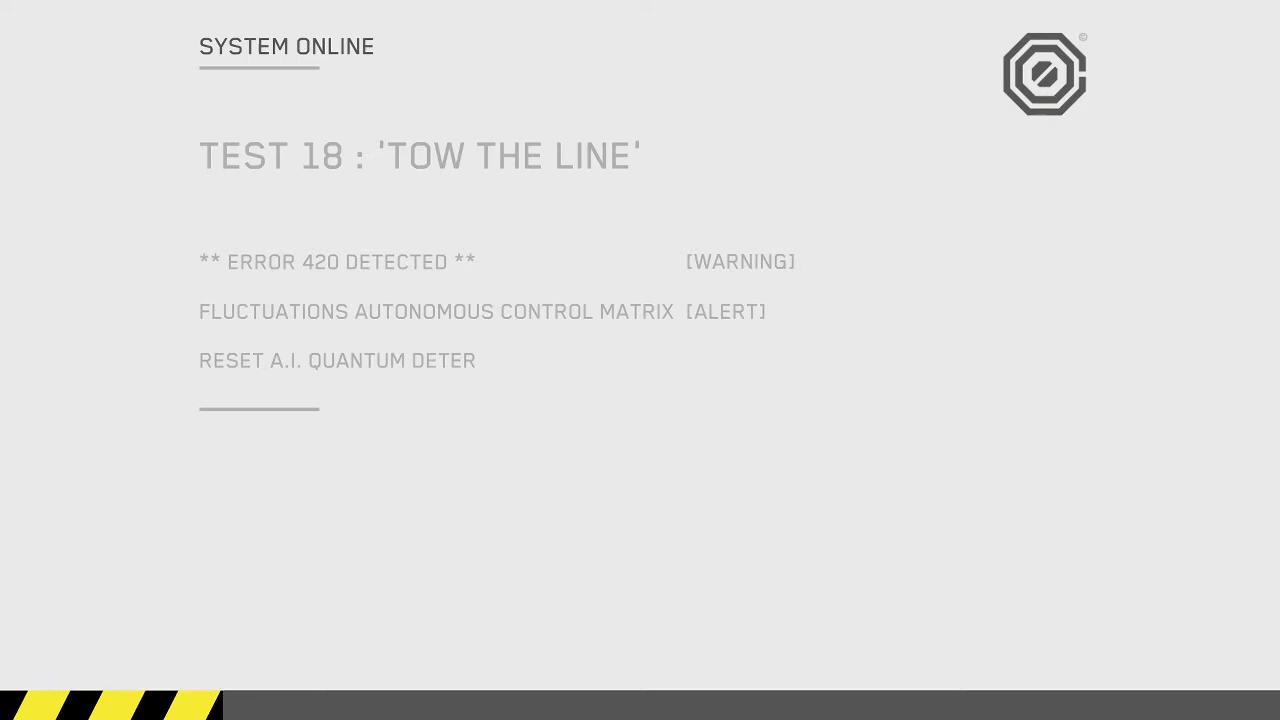 SYSTEM ONLINE
©
TEST 18 : 'TOW THE LINE'
** ERROR 420 DETECTED ** [WARNING]
FLUCTUATIONS AUTONOMOUS CONTROL MATRIX [ALERT]
RESET A.I. QUANTUM DETER